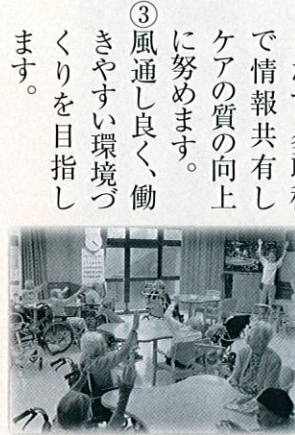 で情報共有し
ケアの質の向上
に努めます。
③風通し良く、働
きやすい環境づ
くりを目指し
ます。